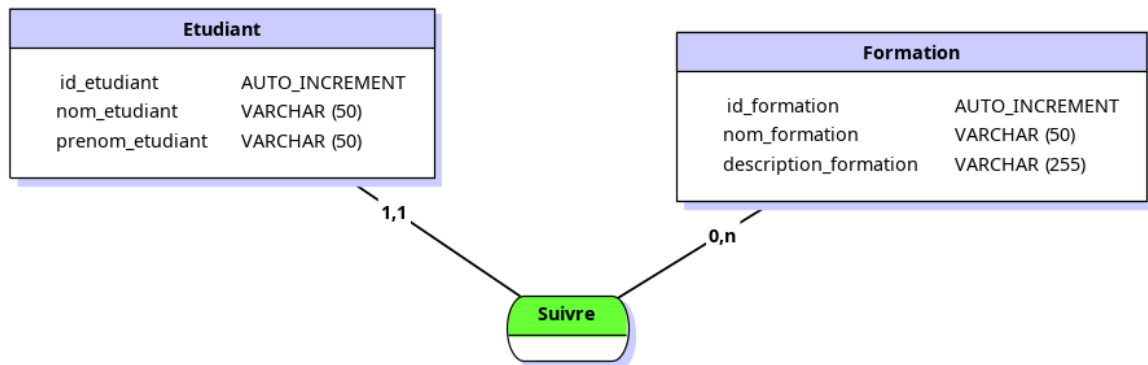 Etudiant
id_etudiant AUTO_INCREMENT
nom_etudiant VARCHAR (50)
prenom_etudiant VARCHAR (50)
Formation
id_formation AUTO_INCREMENT
nom_formation VARCHAR (50)
description_formation VARCHAR (255)
1,1
0,n
Suivre